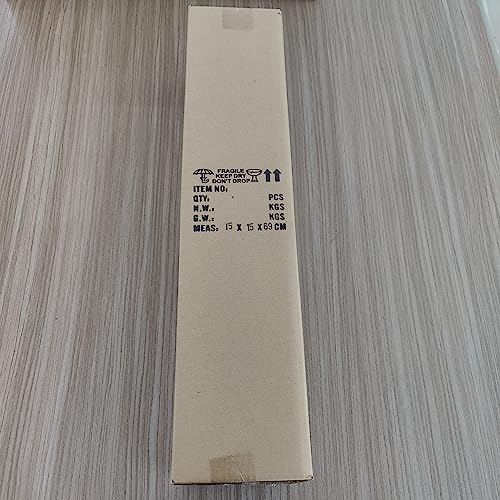 FRAGILE
KEEP DRY
DON'T DROP
ITEM NO:
QTY: PCS
N.W.: KGS
G.W.: KGS
MEAS: 15 X 15 X 69 CM